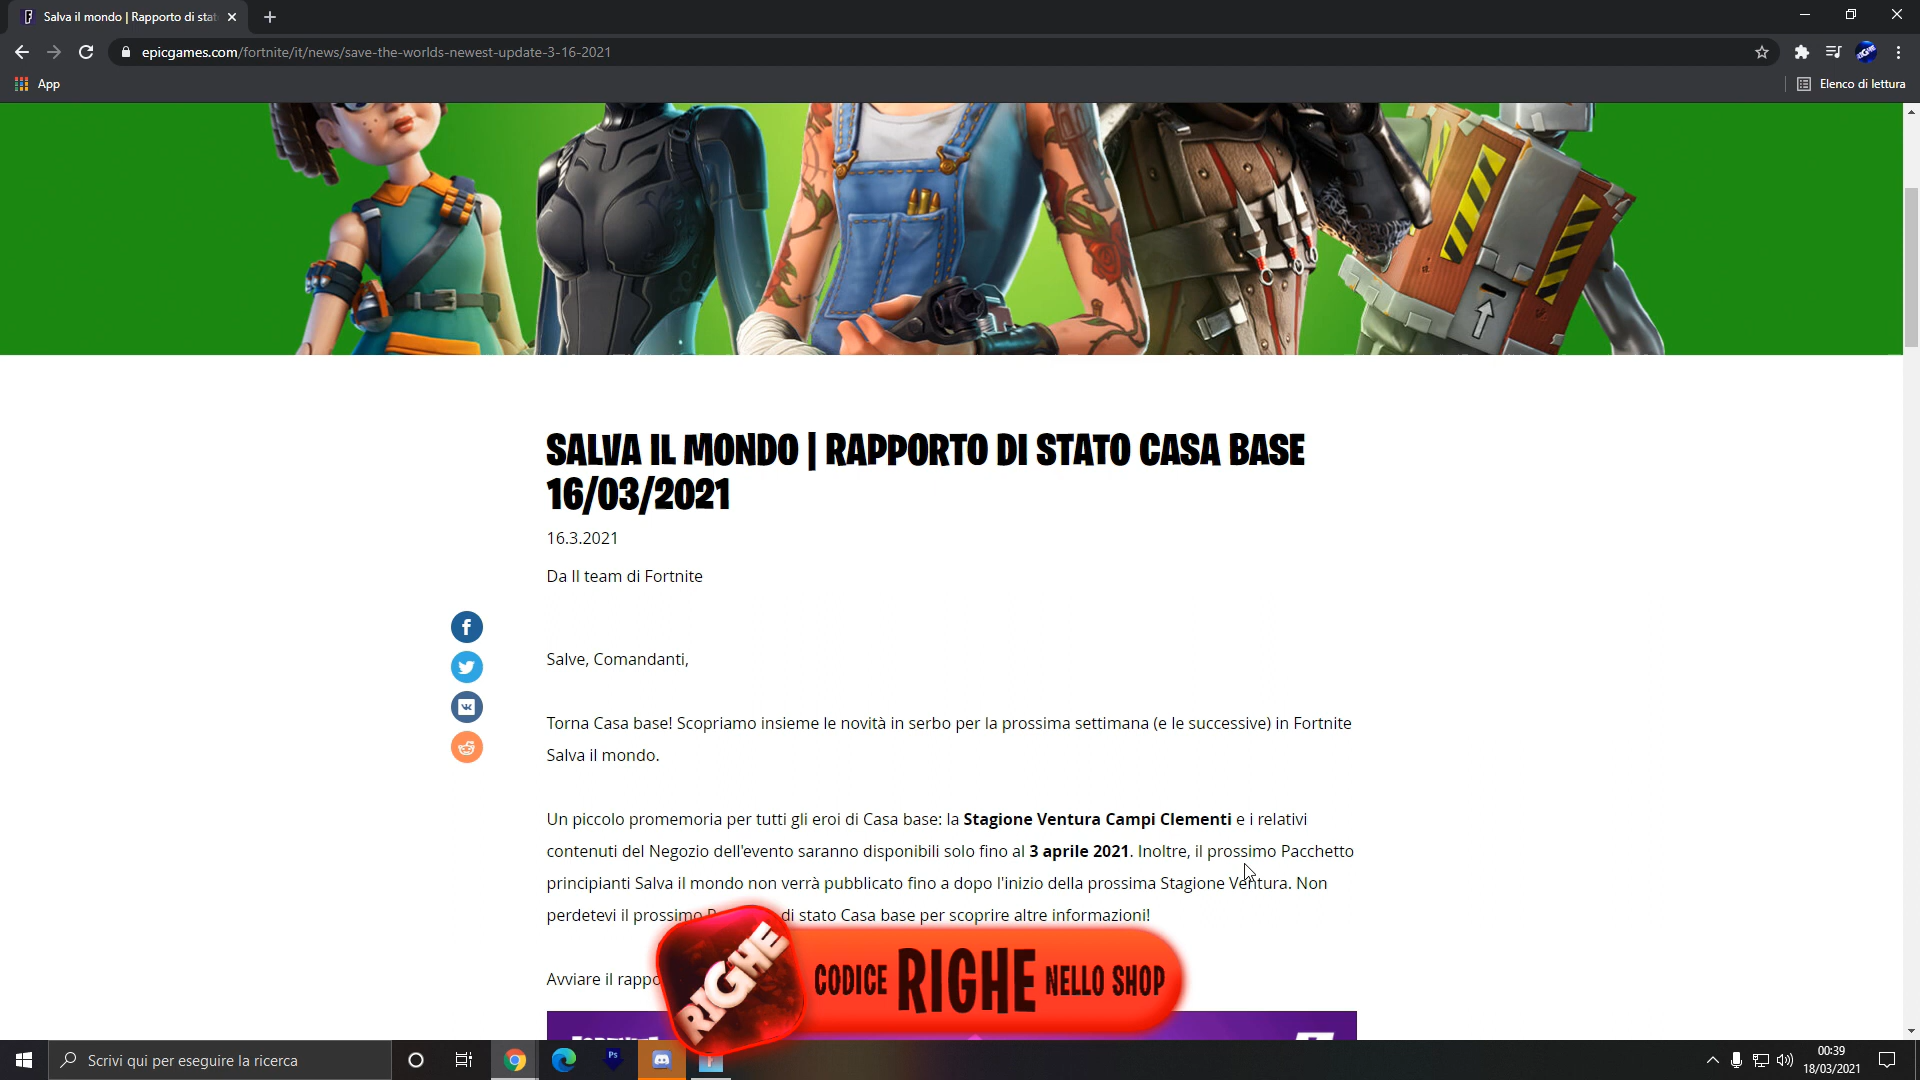 Salva il mondo | Rapporto di stat
epicgames.com/fortnite/it/news/save-the-worlds-newest-update-3-16-2021
App
Elenco di lettura
SALVA IL MONDO | RAPPORTO DI STATO CASA BASE
16/03/2021
16.3.2021
Da Il team di Fortnite
Salve, Comandanti,
Torna Casa base! Scopriamo insieme le novità in serbo per la prossima settimana (e le successive) in Fortnite
Salva il mondo.
Un piccolo promemoria per tutti gli eroi di Casa base: la Stagione Ventura Campi Clementi e i relativi
contenuti del Negozio dell'evento saranno disponibili solo fino al 3 aprile 2021. Inoltre, il prossimo Pacchetto
principianti Salva il mondo non verrà pubblicato fino a dopo l'inizio della prossima Stagione Ventura. Non
perdetevi il prossimo di stato Casa base per scoprire altre informazioni!
Avviare il rappo
RIGHE
CODICE RIGHE NELLO SHOP
Scrivi qui per eseguire la ricerca
Ps
00:39
18/03/2021